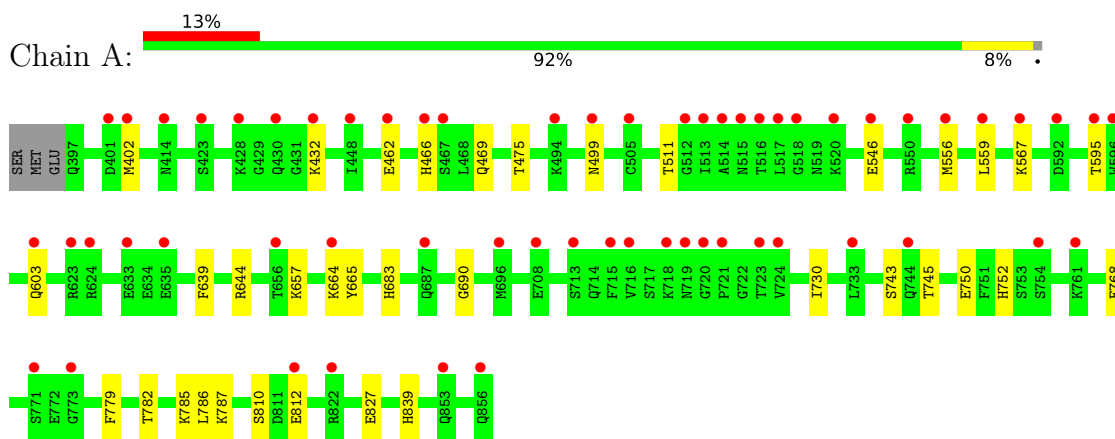 13%
Chain A:
92% 8% •
SER MET GLU Q397 D401 M402 N414 S423 K428 G429 Q430 G431 K432 I448 E462 H466 S467 L468 Q469 T475 K494 N499 C505 T511 G512 I513 A514 N515 T516 L517 G518 N519 K520 E546 R550 M556 L559 K567 D592 T595
Q603 R623 R624 E633 E634 E635 F639 R644 T656 K657 K664 Y665 H683 Q687 G690 M696 E708 S713 Q714 F715 V716 S717 K718 N719 G720 P721 G722 T723 V724 I730 L733 S743 Q744 T745 E750 F751 H752 S753 S754 K761
S771 E772 G773 F779 T782 K785 L786 K787 S810 D811 E812 R822 E827 H839 Q853 Q856